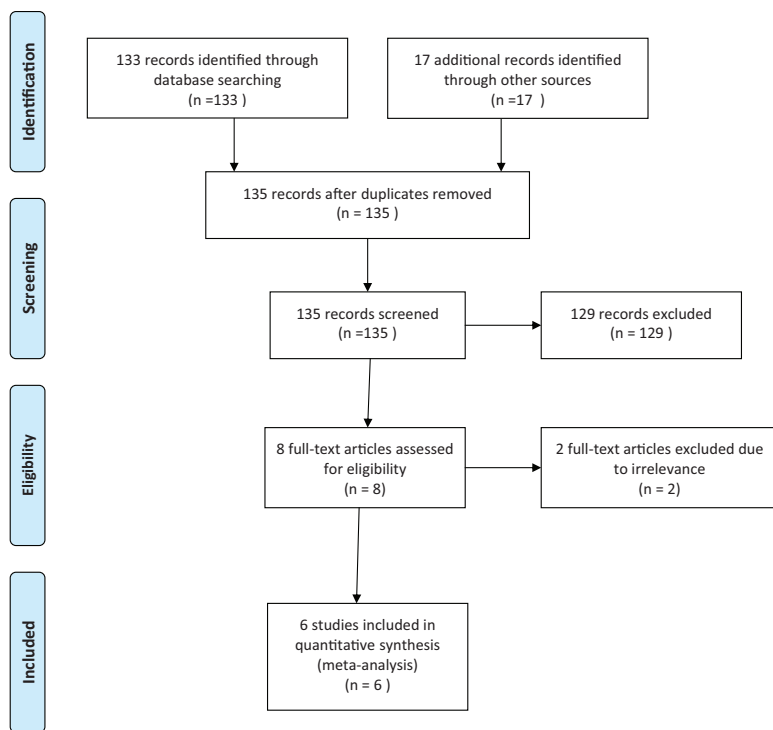 Identification
133 records identified through
database searching
(n =133 )
17 additional records identified
through other sources
(n =17 )
135 records after duplicates removed
(n = 135 )
Screening
135 records screened
(n =135 )
129 records excluded
(n = 129 )
Eligibility
8 full-text articles assessed
for eligibility
(n = 8)
2 full-text articles excluded due
to irrelevance
(n = 2)
Included
6 studies included in
quantitative synthesis
(meta-analysis)
(n = 6 )